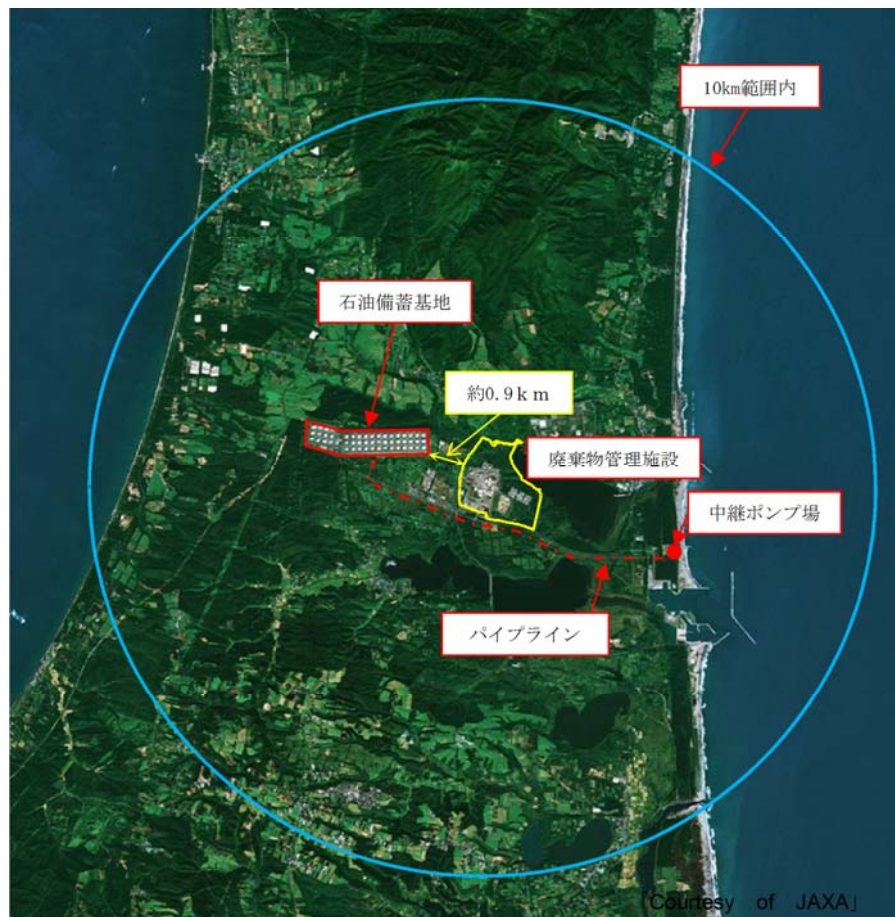 10km範囲内
石油備蓄基地
約0.9km
廃棄物管理施設
中継ポンプ場
パイプライン
「Courtesy of JAXA」